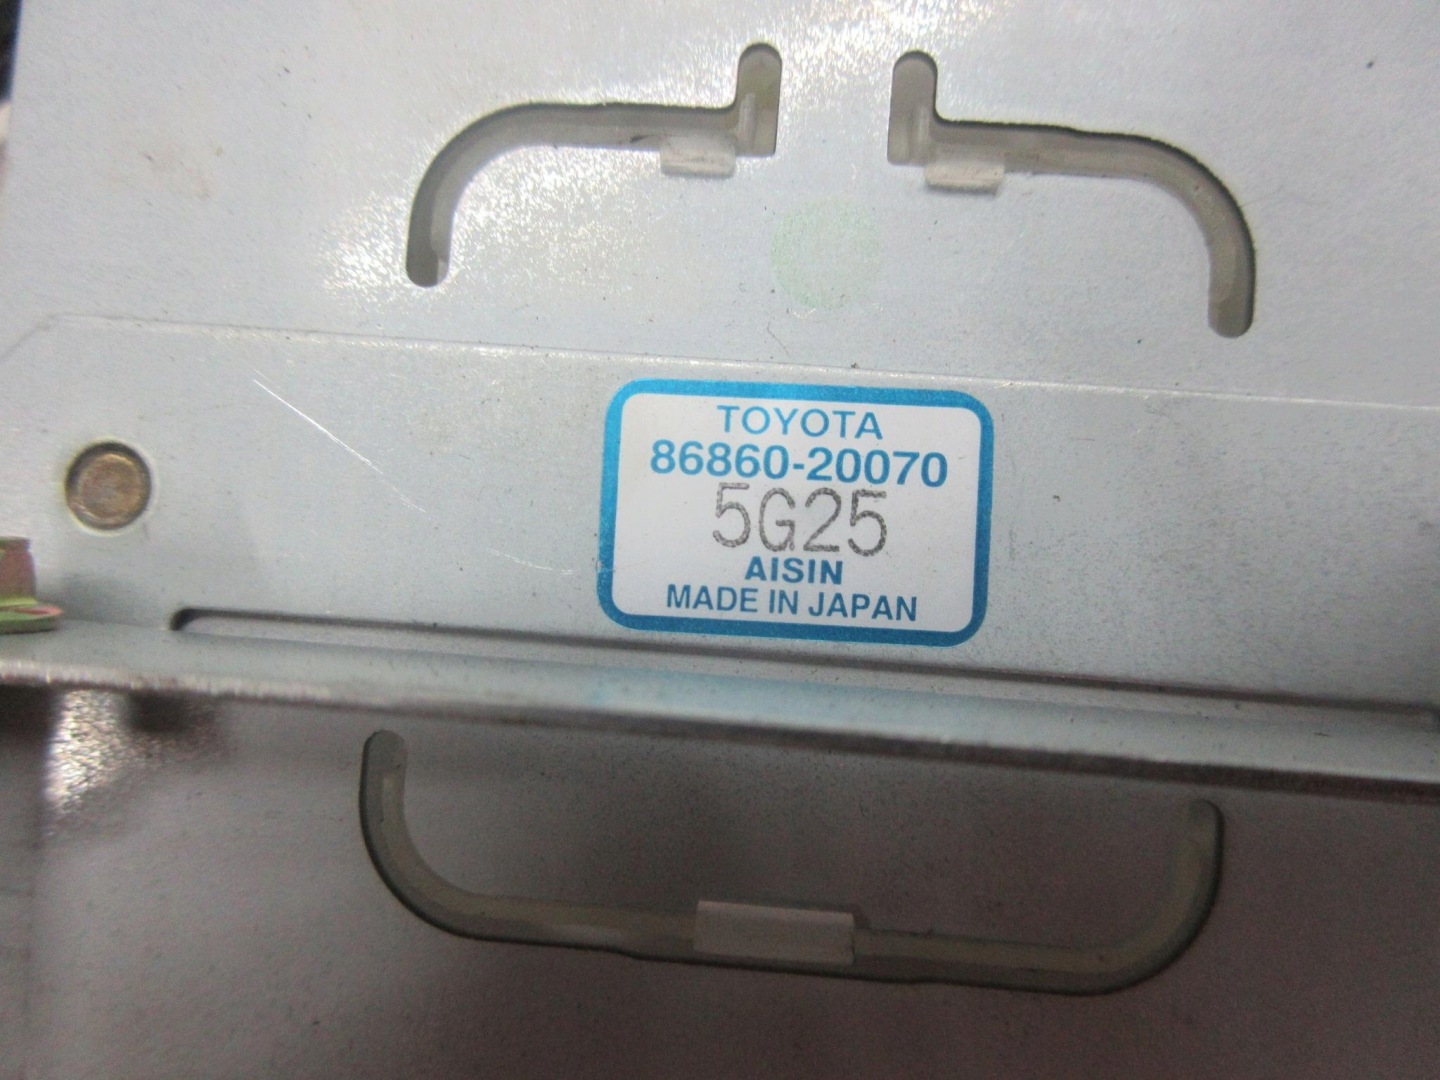 TOYOTA
86860-20070
5G25
AISIN
MADE IN JAPAN